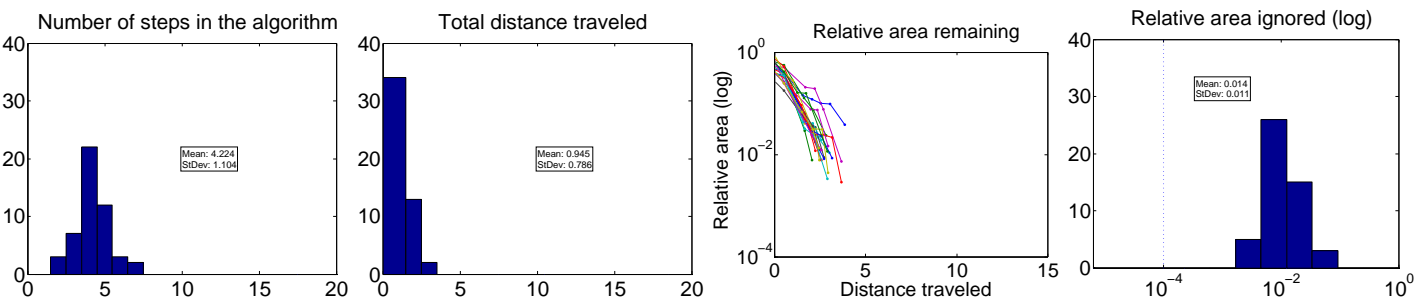 Number of steps in the algorithm
40
30
20
10
0
0 5 10 15 20
Mean: 4.224
StDev: 1.104
Total distance traveled
40
30
20
10
0
0 5 10 15 20
Mean: 0.945
StDev: 0.786
Relative area remaining
Relative area (log)
10^0
10^-2
10^-4
0 5 10 15
Distance traveled
Relative area ignored (log)
40
30
20
10
0
10^-4 10^-2 10^0
Mean: 0.014
StDev: 0.011